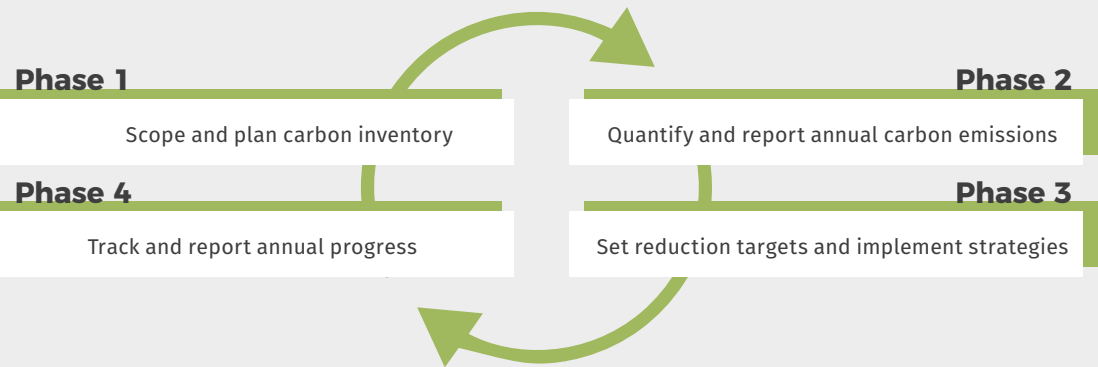 Phase 1
Scope and plan carbon inventory
Phase 2
Quantify and report annual carbon emissions
Phase 3
Set reduction targets and implement strategies
Phase 4
Track and report annual progress